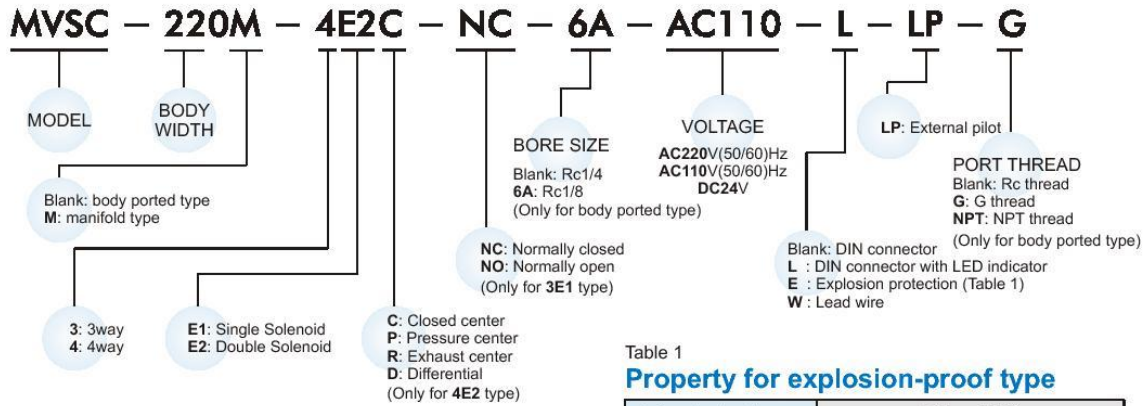 MVSC – 220M – 4E2C – NC – 6A – AC110 – L – LP – G
MODEL
BODY
WIDTH
Blank: body ported type
M: manifold type
3: 3way
4: 4way
E1: Single Solenoid
E2: Double Solenoid
C: Closed center
P: Pressure center
R: Exhaust center
D: Differential
(Only for 4E2 type)
NC: Normally closed
NO: Normally open
(Only for 3E1 type)
BORE SIZE
Blank: Rc1/4
6A: Rc1/8
(Only for body ported type)
VOLTAGE
AC220V(50/60)Hz
AC110V(50/60)Hz
DC24V
Blank: DIN connector
L : DIN connector with LED indicator
E : Explosion protection (Table 1)
W : Lead wire
LP: External pilot
PORT THREAD
Blank: Rc thread
G: G thread
NPT: NPT thread
(Only for body ported type)
Table 1
Property for explosion-proof type